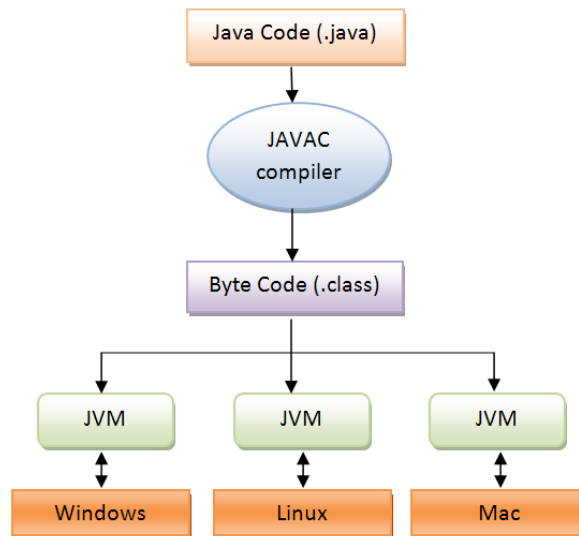 Java Code (.java)
JAVAC
compiler
Byte Code (.class)
JVM
JVM
JVM
Windows
Linux
Mac